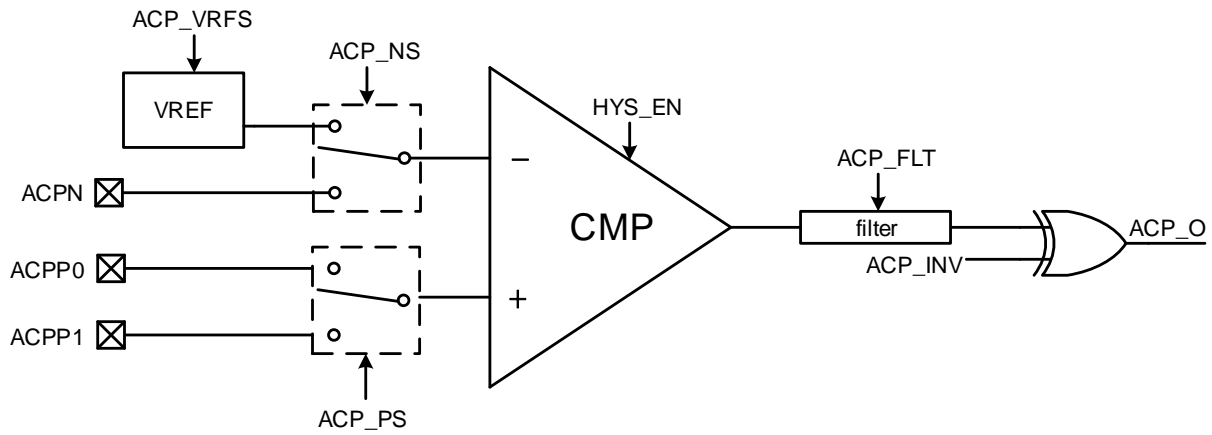 ACP_VRFS
ACP_NS
VREF
HYS_EN
ACP_FLT
ACPN
−
CMP
filter
ACP_O
ACPP0
ACP_INV
+
ACPP1
ACP_PS